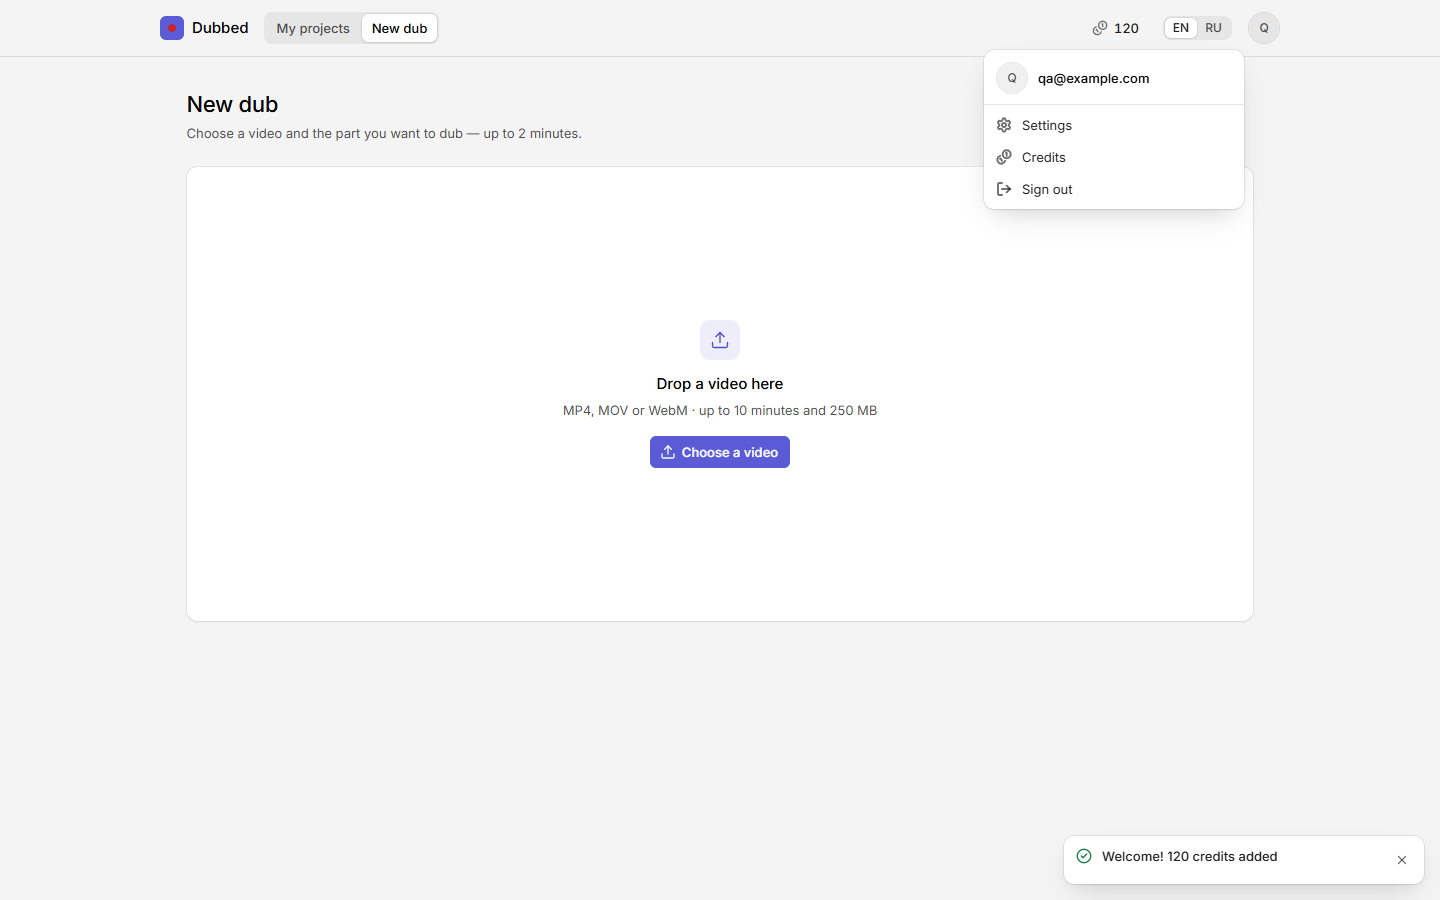 Dubbed
My projects
New dub
120
EN
RU
Q
Q
qa@example.com
Settings
Credits
Sign out
New dub
Choose a video and the part you want to dub — up to 2 minutes.
Drop a video here
MP4, MOV or WebM · up to 10 minutes and 250 MB
Choose a video
Welcome! 120 credits added